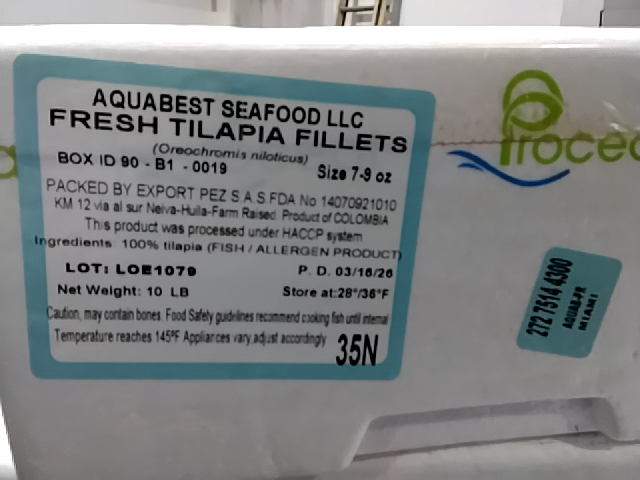 AQUABEST SEAFOOD LLC
FRESH TILAPIA FILLETS
(Oreochromis niloticus)
BOX ID 90 - B1 - 0019
Size 7-9 oz
PACKED BY EXPORT PEZ S.A.S.FDA No 14070921010
KM 12 via al sur Neiva-Huila-Farm Raised. Product of COLOMBIA
This product was processed under HACCP system
Ingredients: 100% tilapia (FISH / ALLERGEN PRODUCT)
LOT: LOE1079
P. D. 03/16/26
Net Weight: 10 LB
Store at:28°/36°F
Caution, may contain bones. Food Safety guidelines recommend cooking fish until internal
Temperature reaches 145ºF Appliances vary,adjust accordingly
35N
Procea
272 7514 4300
AQUAB-FR
MIAMI